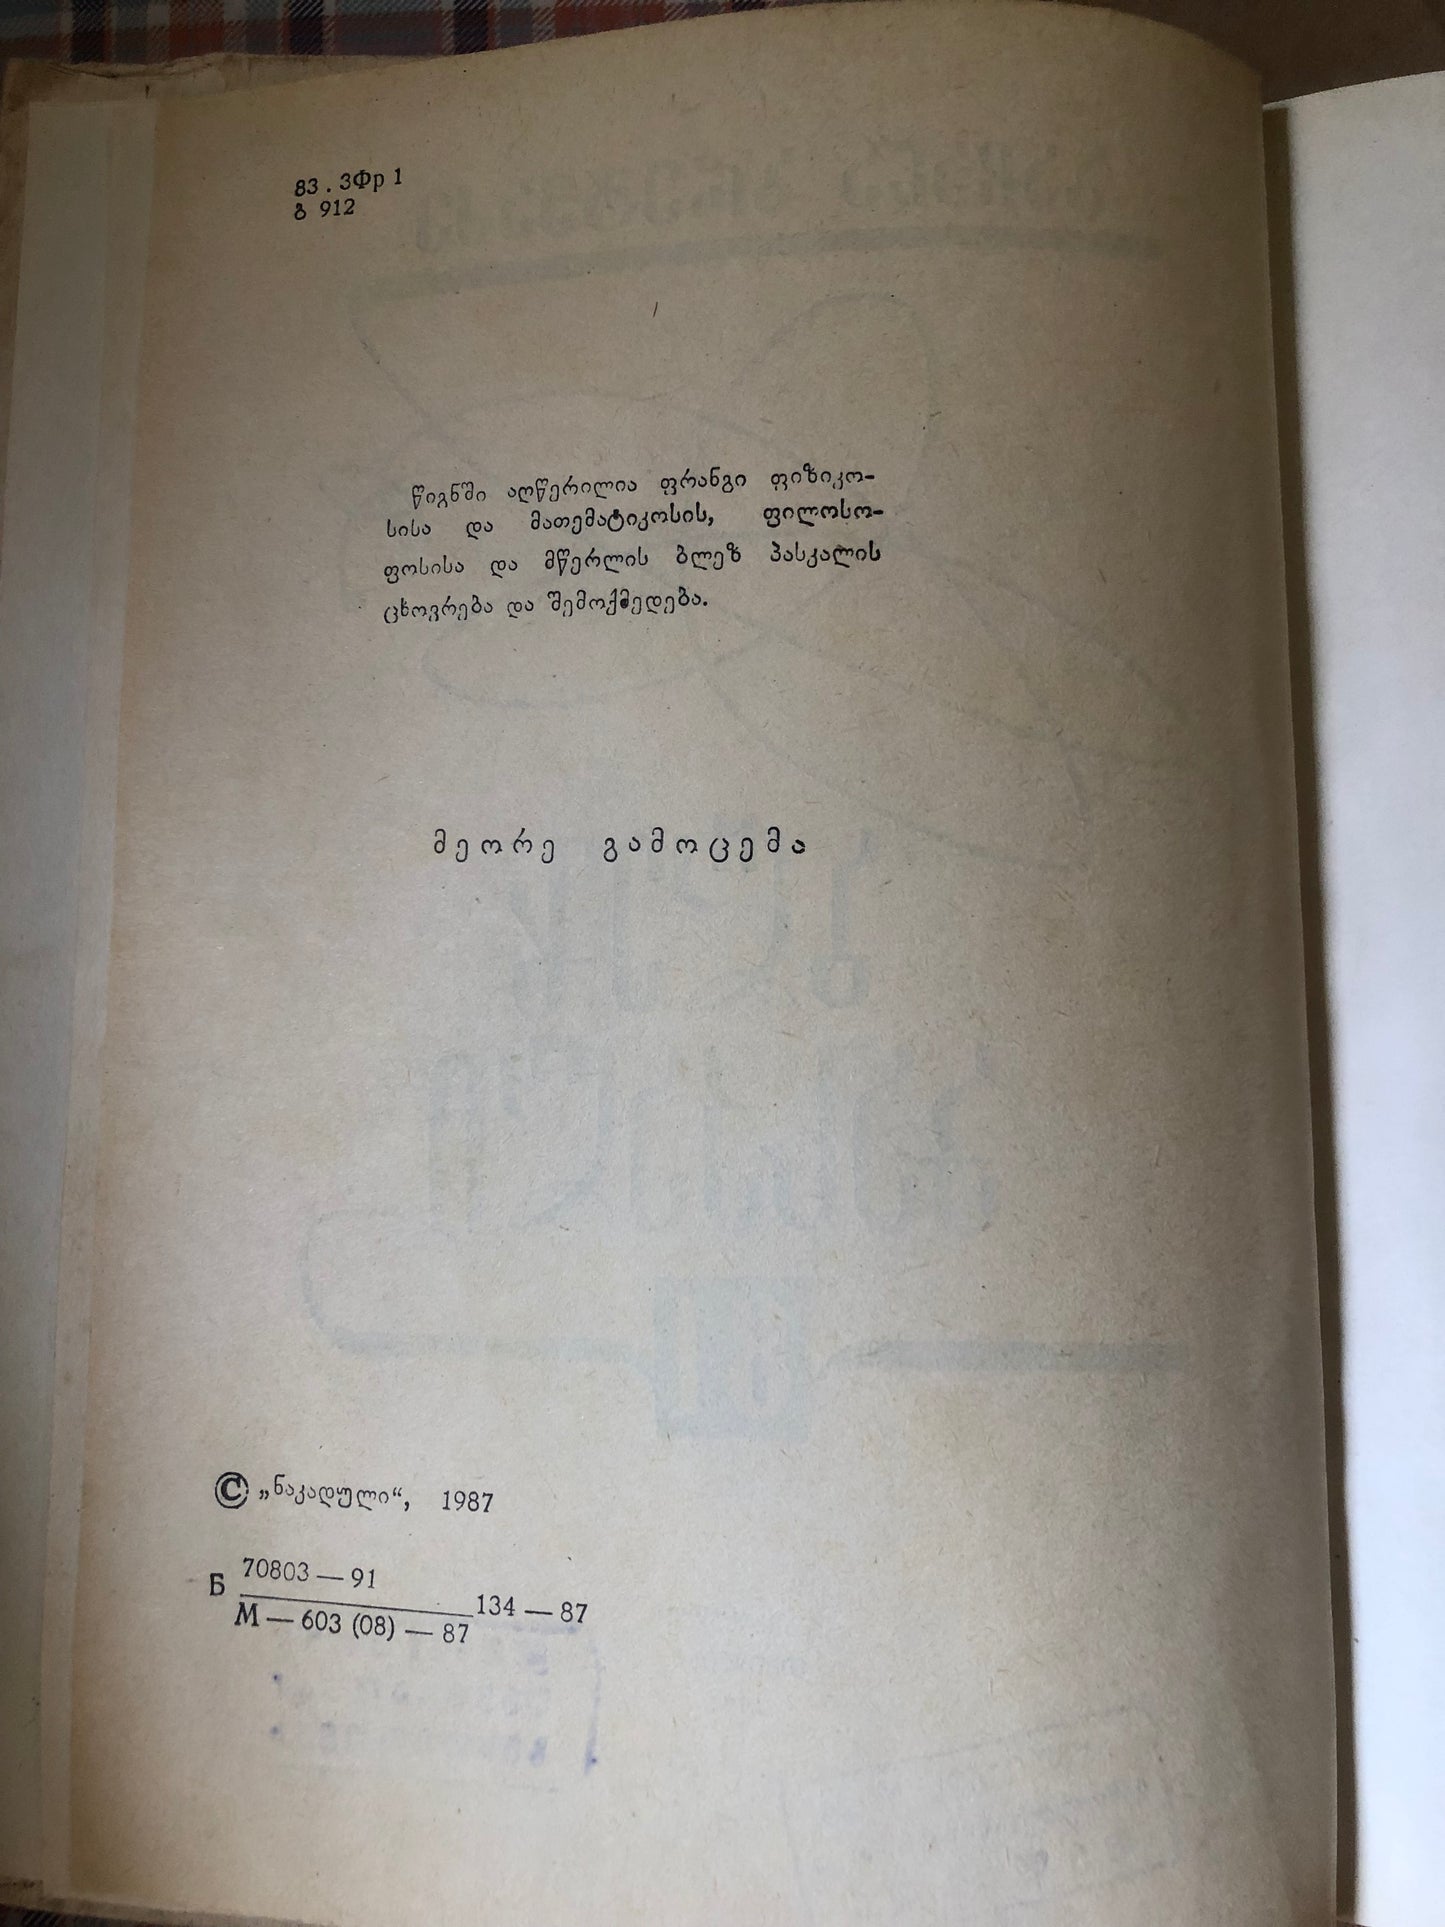 83 . 3Фр 1
ბ 912
წიგნში აღწერილია ფრანგი ფიზიკო-
სისა და მათემატიკოსის, ფილოსო-
ფოსისა და მწერლის ბლეზ პასკალის
ცხოვრება და შემოქმედება.
მეორე გამოცემა
© „ნაკადული“, 1987
Б 70803 — 91
М — 603 (08) — 87 134 — 87